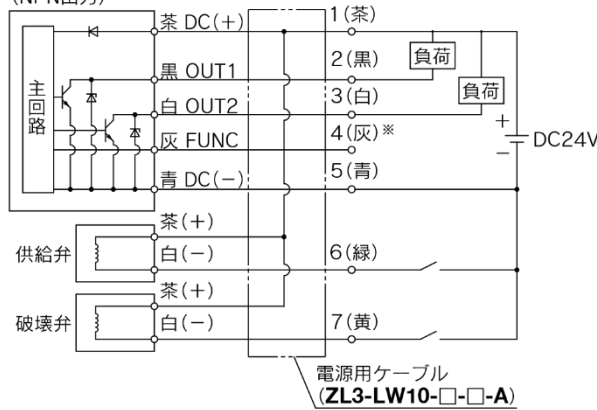 (NPN出力)
茶 DC(+)
1(茶)
黒 OUT1
2(黒)
負荷
白 OUT2
3(白)
負荷
主回路
灰 FUNC
4(灰)※
+
DC24V
−
青 DC(−)
5(青)
供給弁
茶(+)
白(−)
6(緑)
破壊弁
茶(+)
白(−)
7(黄)
電源用ケーブル
(ZL3-LW10-□-□-A)